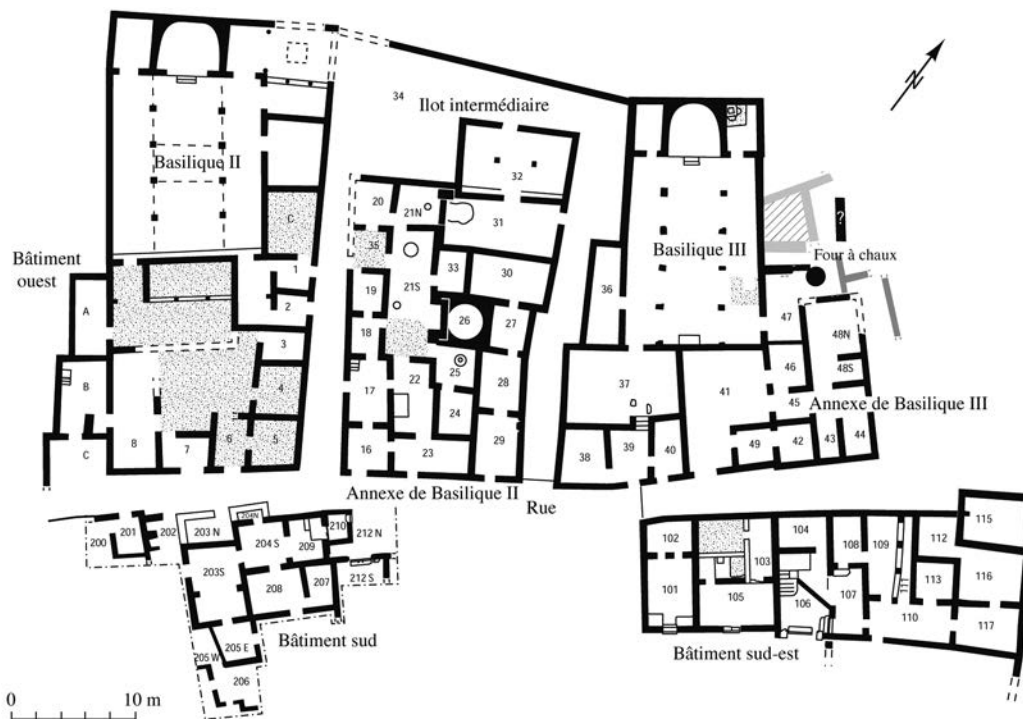 34
Ilot intermédiaire
Basilique II
32
20
21N
31
C
35
?
Basilique III
Four à chaux
Bâtiment
ouest
1
33
30
36
A
19
21S
2
26
27
47
48N
18
3
25
46
48S
B
4
17
22
28
37
41
45
Annexe de Basilique III
24
8
7
6
5
16
23
29
38
39
40
49
42
43
44
C
Annexe de Basilique II
Rue
200
201
202
203 N
204N
210
212 N
204 S
209
203S
208
207
212 S
Bâtiment sud
205 E
205 W
206
102
104
108
109
112
115
103
101
105
106
107
111
113
116
110
117
Bâtiment sud-est
0
10 m